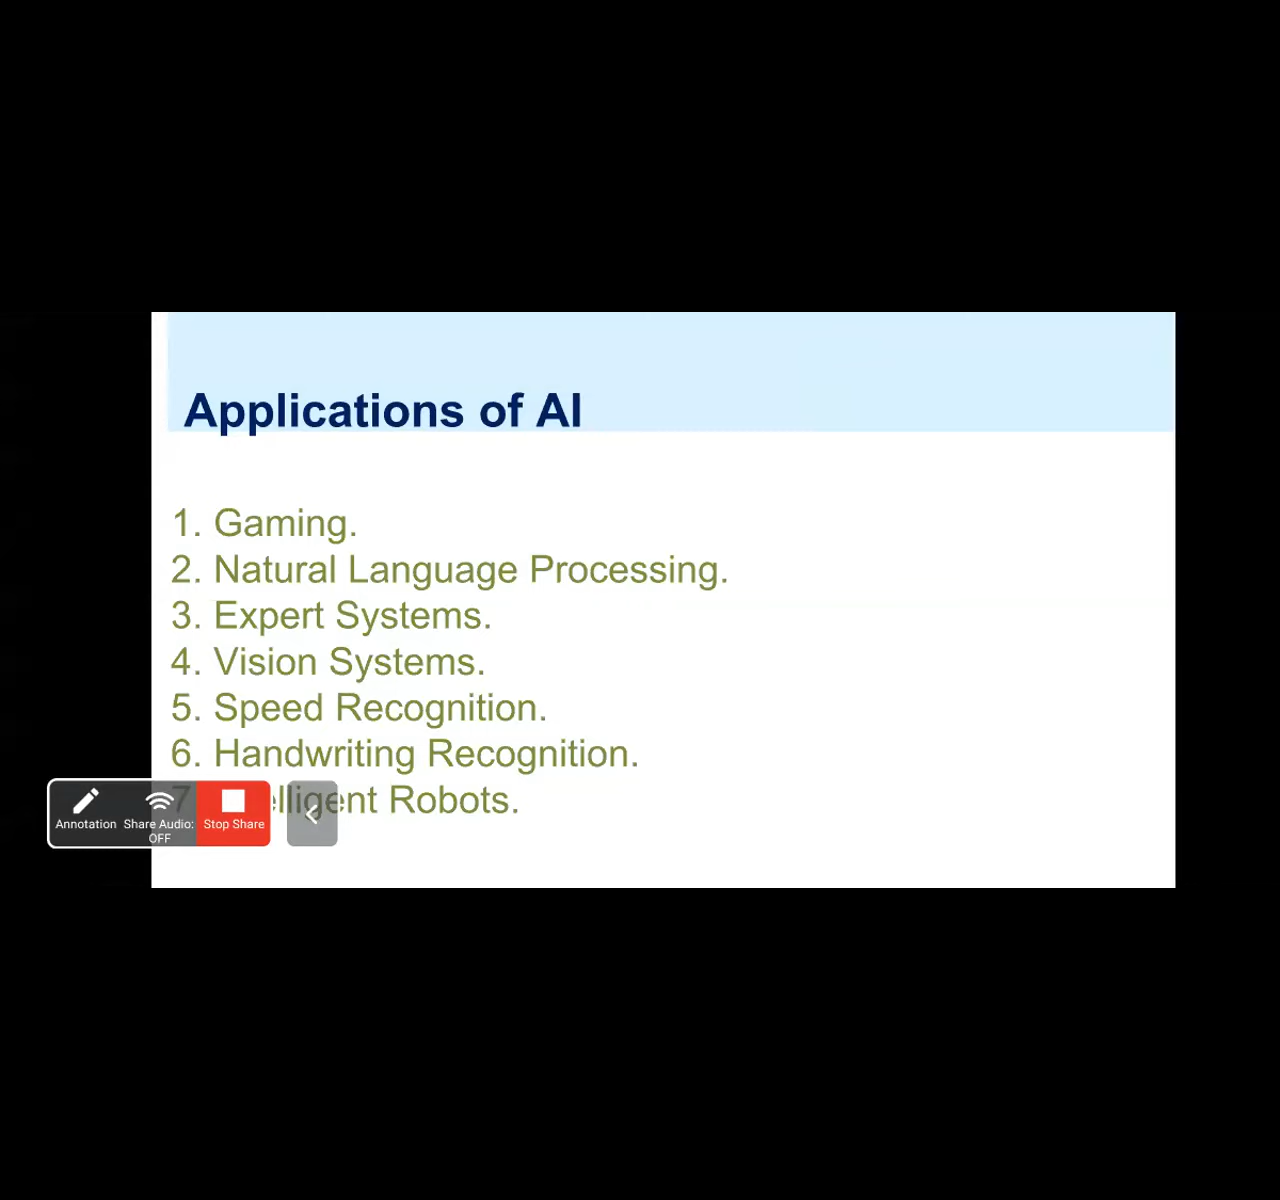 Applications of AI
1. Gaming.
2. Natural Language Processing.
3. Expert Systems.
4. Vision Systems.
5. Speed Recognition.
6. Handwriting Recognition.
7 Robots.
Annotation
Share Audio:
OFF
Stop Share